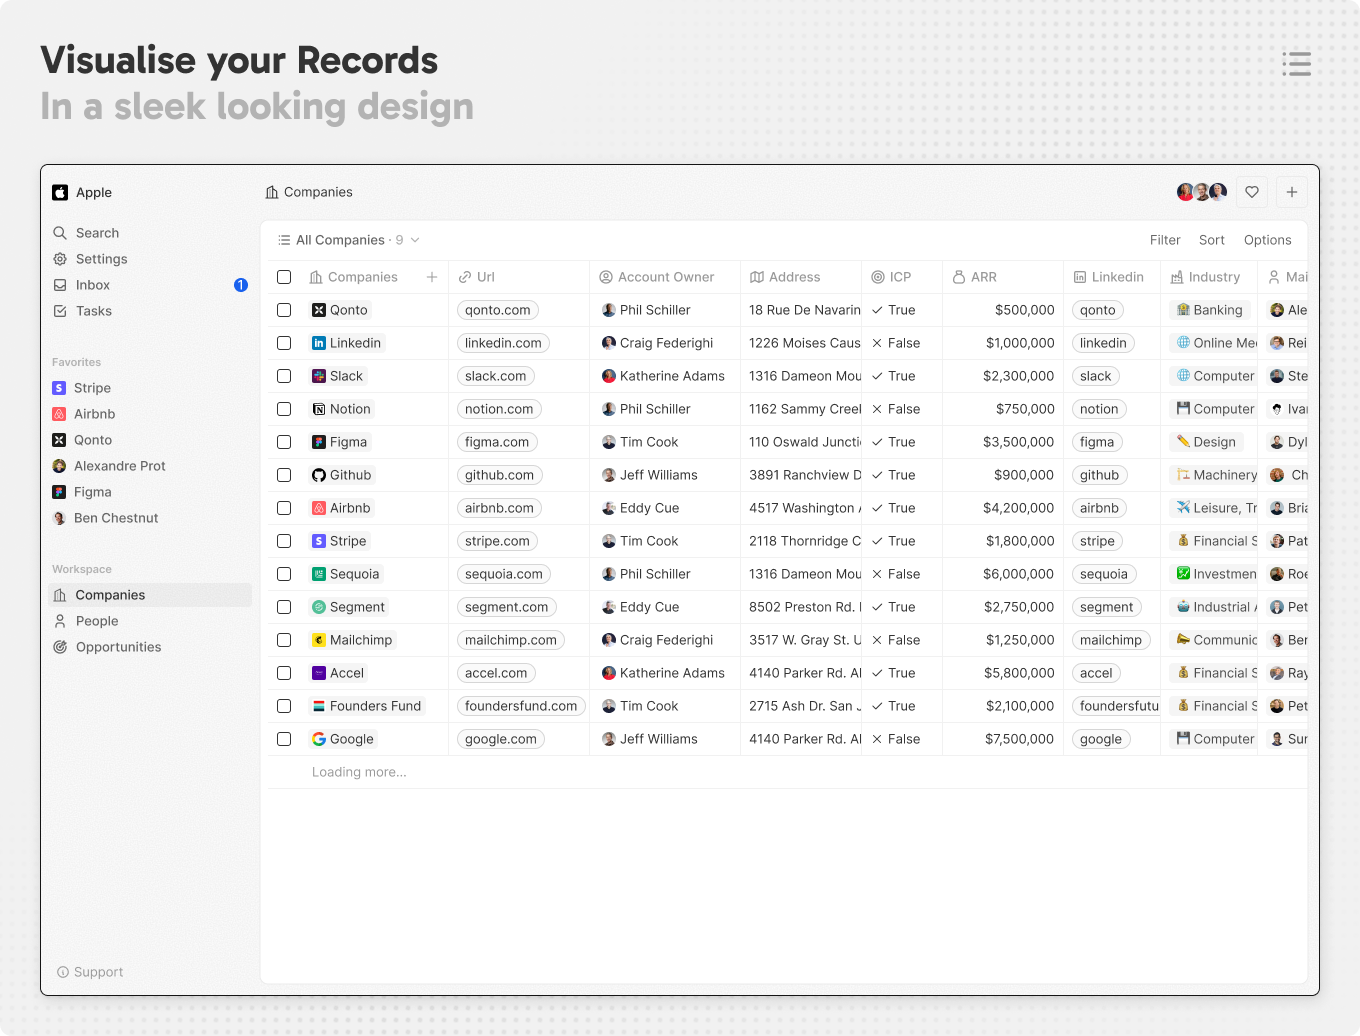 Visualise your Records
In a sleek looking design
Apple
Search
Settings
Inbox 1
Tasks
Favorites
Stripe
Airbnb
Qonto
Alexandre Prot
Figma
Ben Chestnut
Workspace
Companies
People
Opportunities
Support
Companies
All Companies · 9 Filter Sort Options
Companies Url Account Owner Address ICP ARR Linkedin Industry Mai
Qonto qonto.com Phil Schiller 18 Rue De Navarin True $500,000 qonto Banking Ale
Linkedin linkedin.com Craig Federighi 1226 Moises Caus False $1,000,000 linkedin Online Me Rei
Slack slack.com Katherine Adams 1316 Dameon Mou True $2,300,000 slack Computer Ste
Notion notion.com Phil Schiller 1162 Sammy Creek False $750,000 notion Computer Ivan
Figma figma.com Tim Cook 110 Oswald Juncti True $3,500,000 figma Design Dyl
Github github.com Jeff Williams 3891 Ranchview D True $900,000 github Machinery Ch
Airbnb airbnb.com Eddy Cue 4517 Washington A True $4,200,000 airbnb Leisure, Tr Bria
Stripe stripe.com Tim Cook 2118 Thornridge C True $1,800,000 stripe Financial S Pat
Sequoia sequoia.com Phil Schiller 1316 Dameon Mou False $6,000,000 sequoia Investmen Roe
Segment segment.com Eddy Cue 8502 Preston Rd. True $2,750,000 segment Industrial A Pet
Mailchimp mailchimp.com Craig Federighi 3517 W. Gray St. U False $1,250,000 mailchimp Communic Ben
Accel accel.com Katherine Adams 4140 Parker Rd. Al True $5,800,000 accel Financial S Ray
Founders Fund foundersfund.com Tim Cook 2715 Ash Dr. San J True $2,100,000 foundersfutu Financial S Pet
Google google.com Jeff Williams 4140 Parker Rd. Al False $7,500,000 google Computer Sun
Loading more...